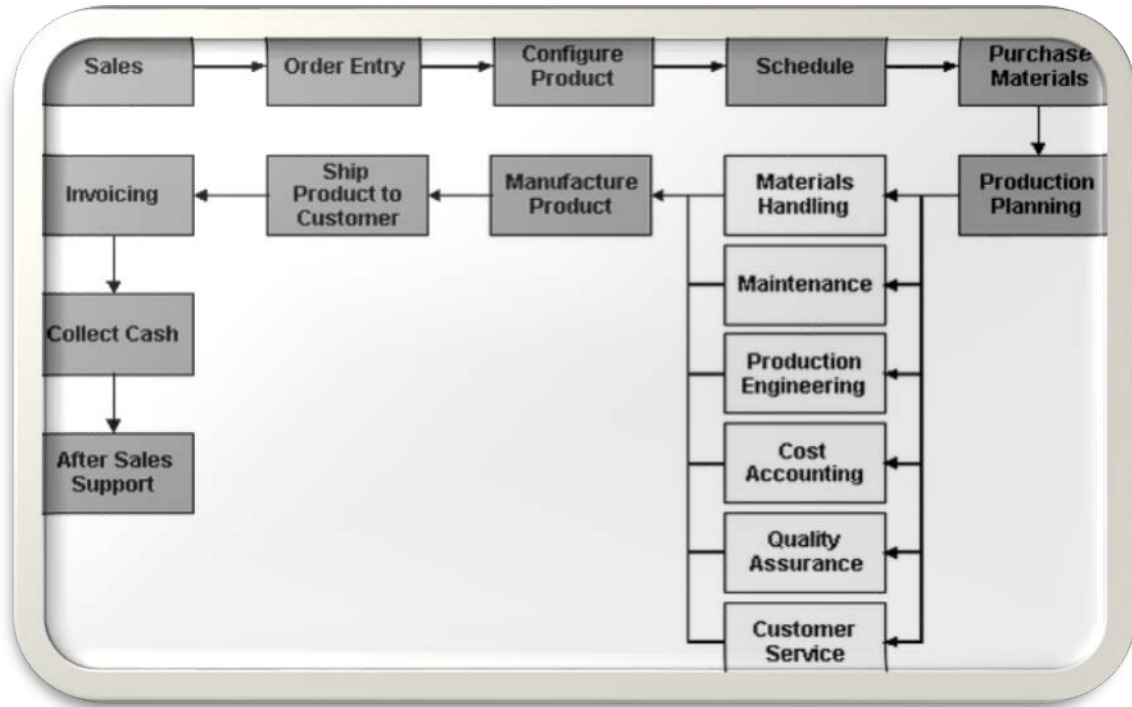 Sales
Order Entry
Configure
Product
Schedule
Purchase
Materials
Invoicing
Ship
Product to
Customer
Manufacture
Product
Materials
Handling
Production
Planning
Maintenance
Collect Cash
Production
Engineering
After Sales
Support
Cost
Accounting
Quality
Assurance
Customer
Service